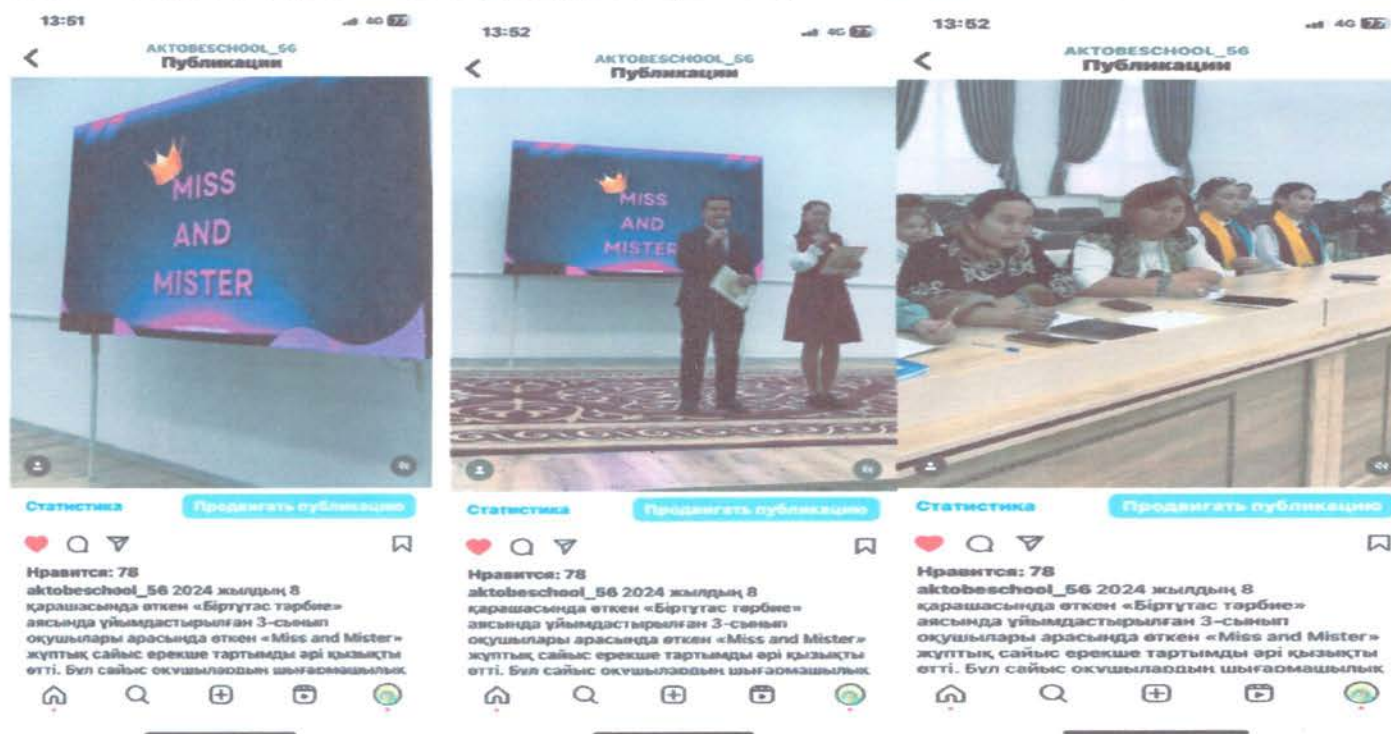 13:51
4G 77
AKTOBESCHOOL_56
Публикации
MISS
AND
MISTER
Статистика
Продвигать публикацию
Нравится: 78
aktobeschool_56 2024 жылдың 8
қарашасында өткен «Біртұтас тәрбие»
аясында ұйымдастырылған 3-сынып
оқушылары арасында өткен «Miss and Mister»
жұптық сайыс ерекше тартымды әрі қызықты
өтті. Бұл сайыс оқушылардың шығармашылық
13:52
4G 77
AKTOBESCHOOL_56
Публикации
MISS
AND
MISTER
Статистика
Продвигать публикацию
Нравится: 78
aktobeschool_56 2024 жылдың 8
қарашасында өткен «Біртұтас тәрбие»
аясында ұйымдастырылған 3-сынып
оқушылары арасында өткен «Miss and Mister»
жұптық сайыс ерекше тартымды әрі қызықты
өтті. Бұл сайыс оқушылардың шығармашылық
13:52
4G 77
AKTOBESCHOOL_56
Публикации
Статистика
Продвигать публикацию
Нравится: 78
aktobeschool_56 2024 жылдың 8
қарашасында өткен «Біртұтас тәрбие»
аясында ұйымдастырылған 3-сынып
оқушылары арасында өткен «Miss and Mister»
жұптық сайыс ерекше тартымды әрі қызықты
өтті. Бұл сайыс оқушылардың шығармашылық